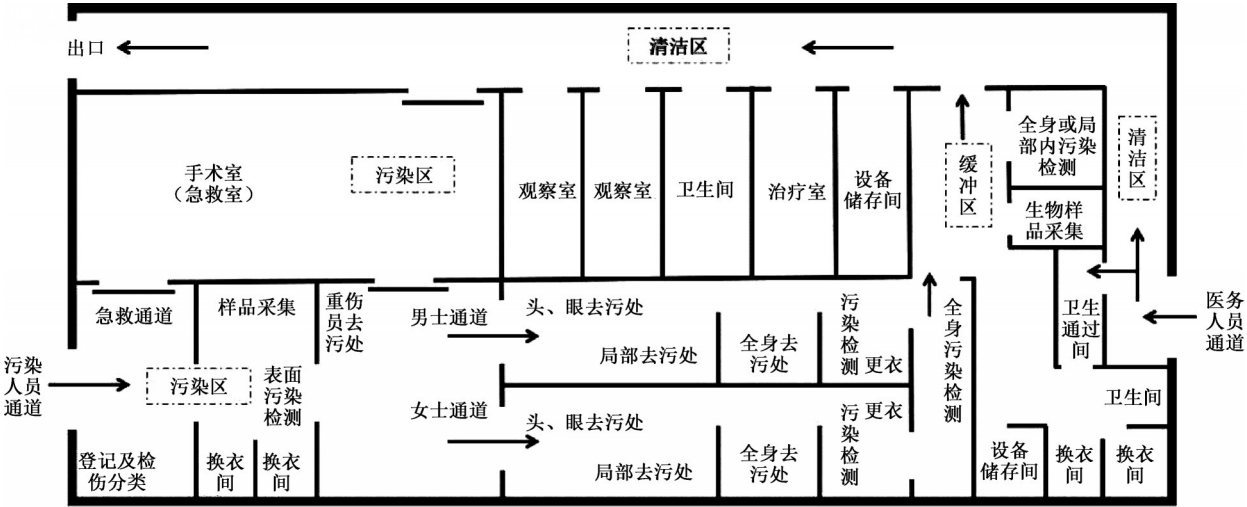 出口
清洁区
手术室
（急救室）
污染区
观察室
观察室
卫生间
治疗室
设备
储存间
缓冲区
全身或局
部内污染
检测
生物样
品采集
清洁区
急救通道
样品采集
重伤
员去
污处
男士通道
头、眼去污处
局部去污处
全身去
污处
污染检测
更衣
全身污染检测
卫生
通过
间
医务
人员
通道
污染
人员
通道
污染区
表面
污染
检测
女士通道
头、眼去污处
局部去污处
全身去
污处
污染检测
更衣
卫生间
登记及检
伤分类
换衣
间
换衣
间
设备
储存间
换衣
间
换衣
间